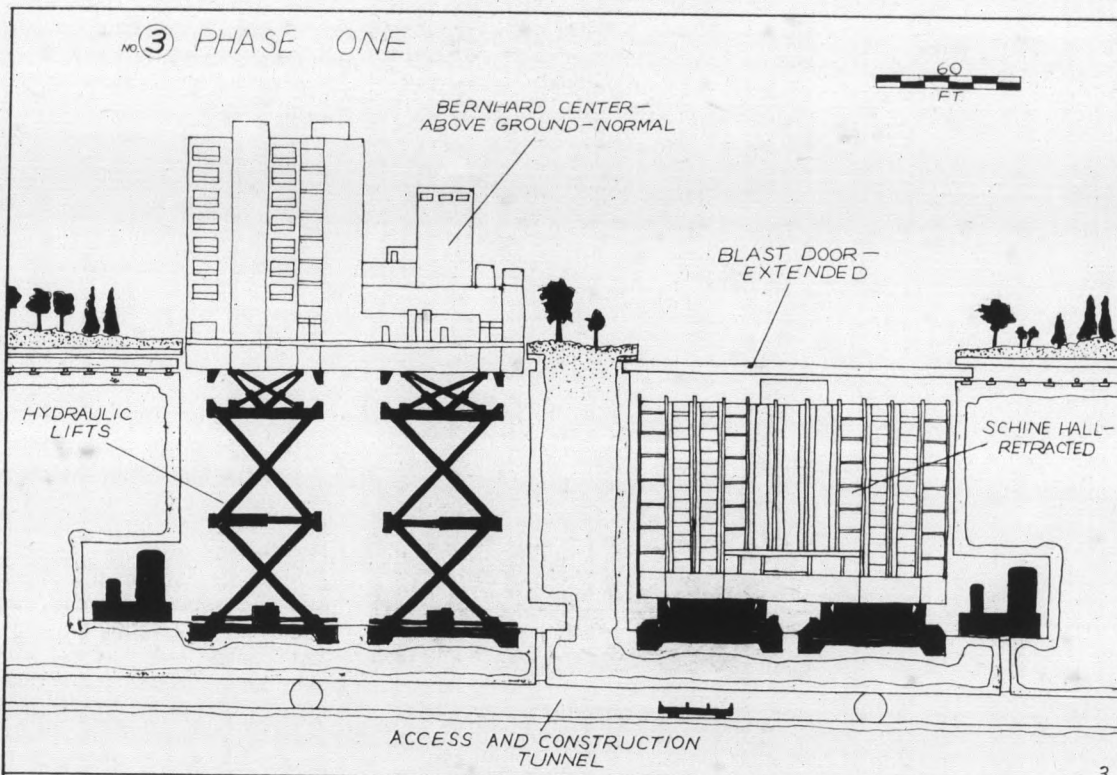 NO. 3 PHASE ONE
60
FT.
BERNHARD CENTER—
ABOVE GROUND—NORMAL
BLAST DOOR—
EXTENDED
HYDRAULIC
LIFTS
SCHINE HALL—
RETRACTED
ACCESS AND CONSTRUCTION
TUNNEL